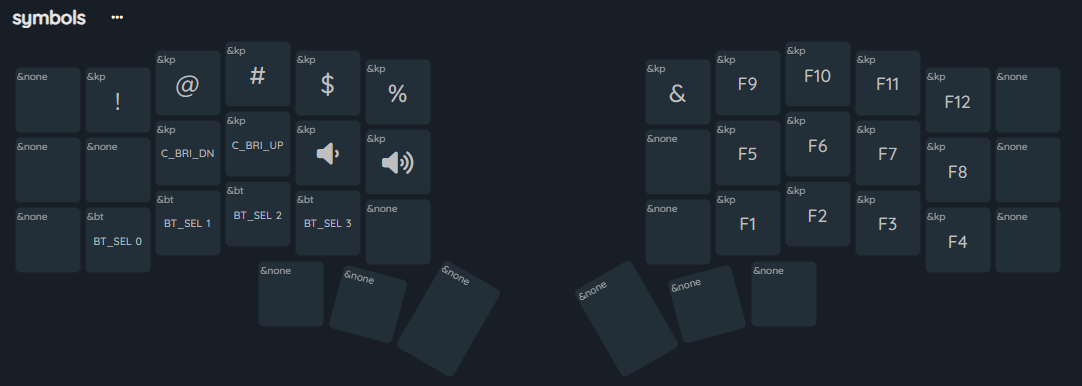 symbols ...
&none &kp ! &kp @ &kp # &kp $ &kp % &kp & &kp F9 &kp F10 &kp F11 &kp F12 &none
&none &none &kp C_BRI_DN &kp C_BRI_UP &kp &kp &none &kp F5 &kp F6 &kp F7 &kp F8 &none
&none &bt BT_SEL 0 &bt BT_SEL 1 &bt BT_SEL 2 &bt BT_SEL 3 &none &none &kp F1 &kp F2 &kp F3 &kp F4 &none
&none &none &none &none &none &none